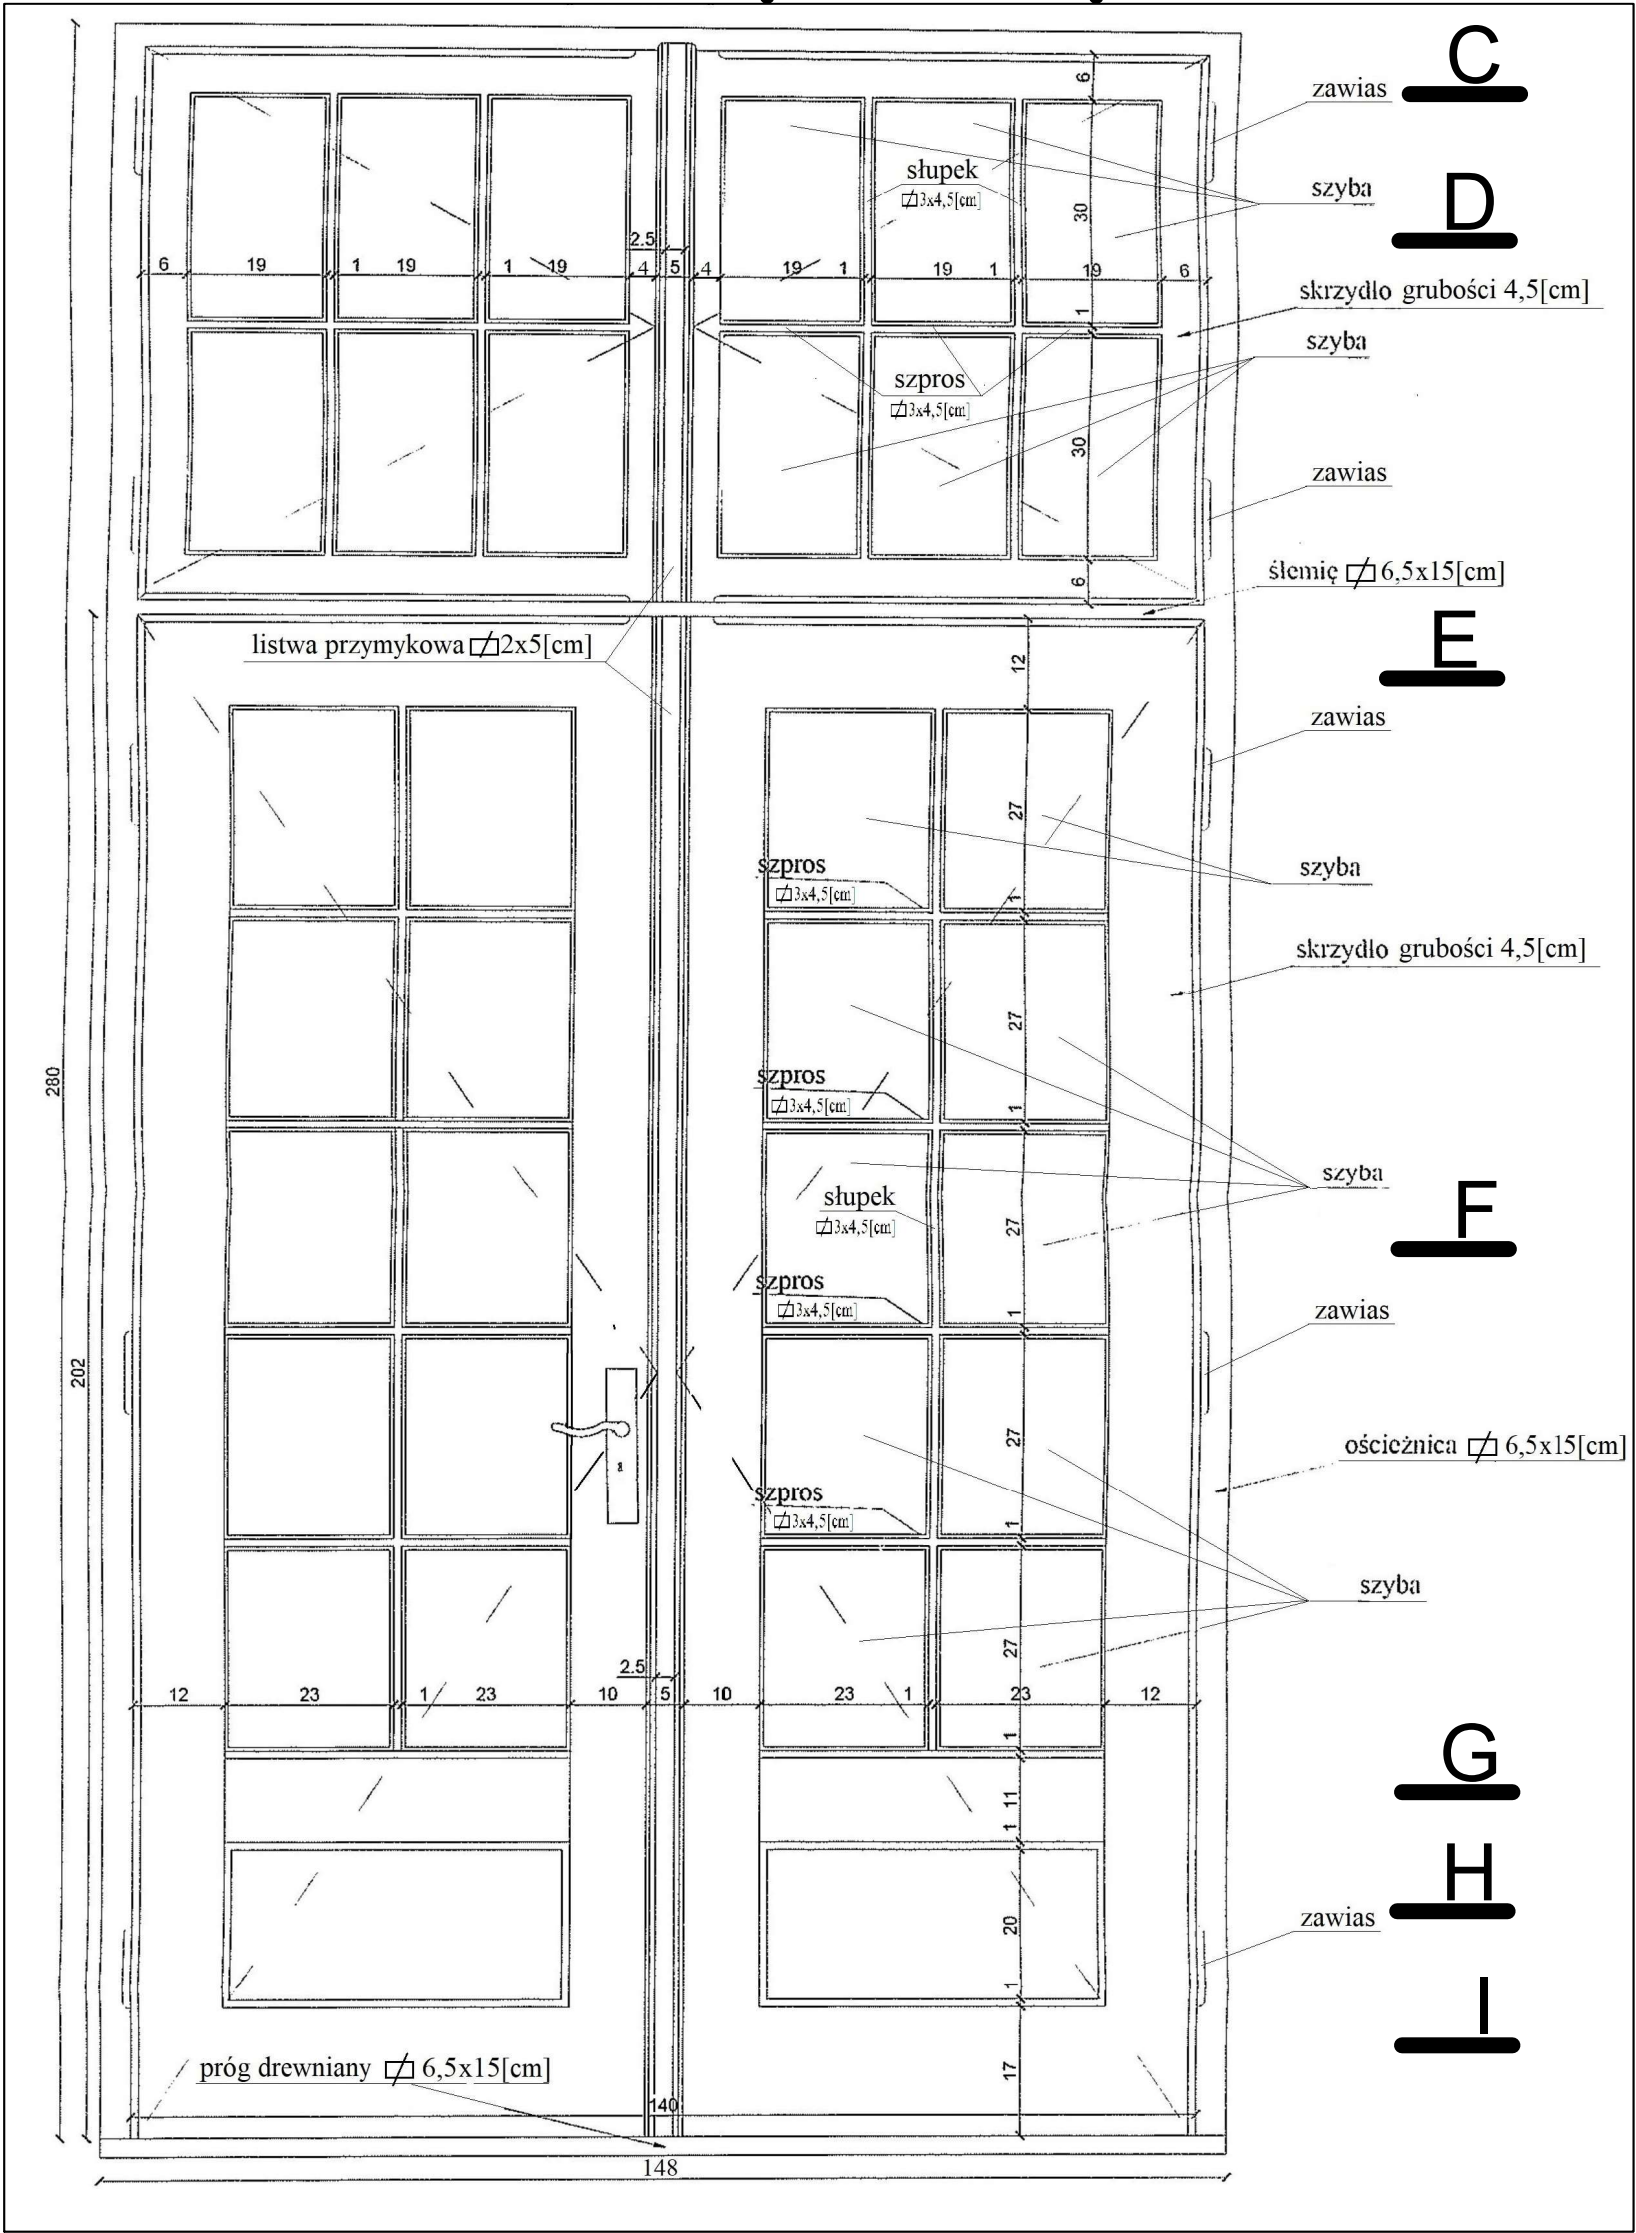 C
zawias
6
szyba
słupek
3x4,5[cm]
D
30
2.5
6 19 1 19 1 19 4 5 4 19 1 19 1 19 6
skrzydło grubości 4,5[cm]
1
szyba
szpros
3x4,5[cm]
30
zawias
ślemię 6,5x15[cm]
6
E
listwa przymykowa 2x5[cm]
12
zawias
27
szpros
3x4,5[cm]
szyba
1
skrzydło grubości 4,5[cm]
27
280
szpros
3x4,5[cm]
1
szyba
słupek
3x4,5[cm]
27
F
szpros
3x4,5[cm]
1
zawias
202
27
ościeżnica 6,5x15[cm]
szpros
3x4,5[cm]
1
szyba
27
2.5
12 23 1 23 10 5 10 23 1 23 12
1
G
11
1
H
20
zawias
1
I
17
próg drewniany 6,5x15[cm]
140
148